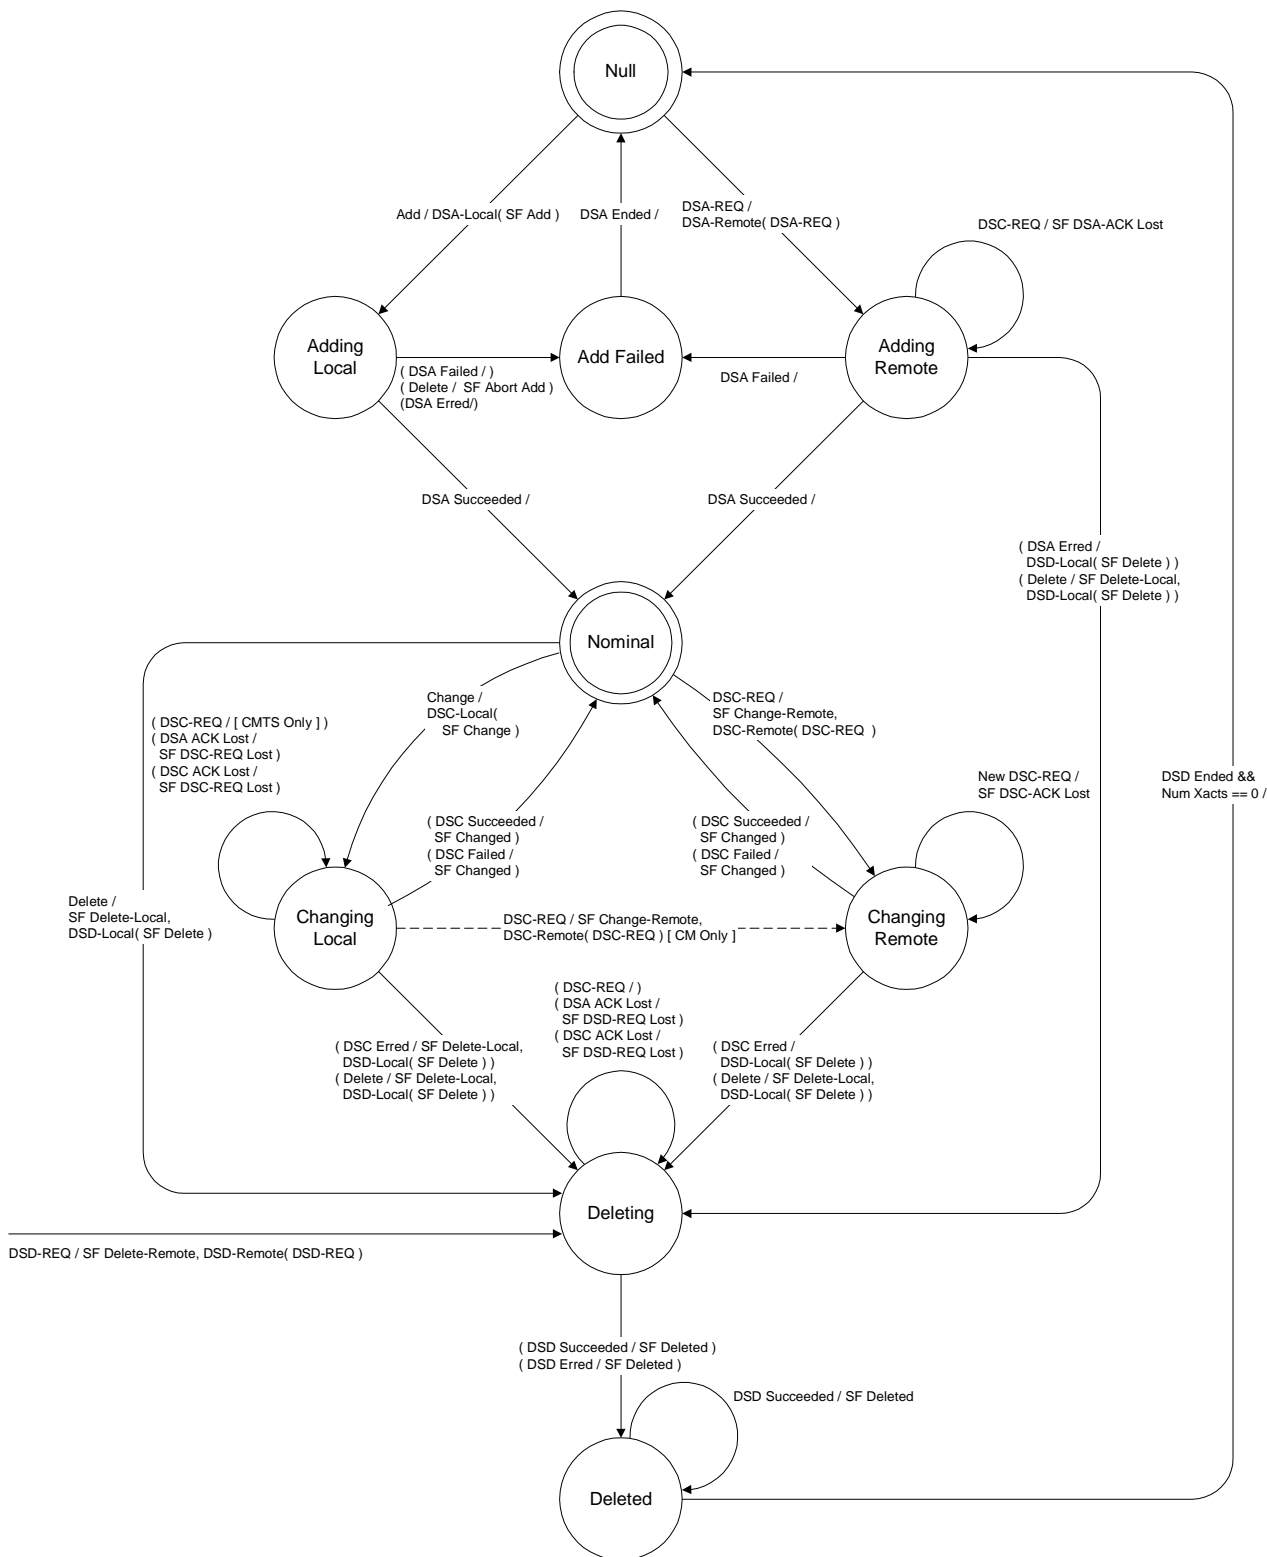 Null
Add / DSA-Local( SF Add )
DSA Ended /
DSA-REQ /
DSA-Remote( DSA-REQ )
DSC-REQ / SF DSA-ACK Lost
Adding
Local
Add Failed
Adding
Remote
( DSA Failed / )
( Delete /  SF Abort Add )
(DSA Erred/)
DSA Failed /
DSA Succeeded /
DSA Succeeded /
( DSA Erred /
DSD-Local( SF Delete ) )
( Delete / SF Delete-Local,
DSD-Local( SF Delete ) )
Nominal
Change /
DSC-Local(
SF Change )
DSC-REQ /
SF Change-Remote,
DSC-Remote( DSC-REQ  )
( DSC-REQ / [ CMTS Only ] )
( DSA ACK Lost /
SF DSC-REQ Lost )
( DSC ACK Lost /
SF DSC-REQ Lost )
New DSC-REQ /
SF DSC-ACK Lost
DSD Ended &&
Num Xacts == 0 /
( DSC Succeeded /
SF Changed )
( DSC Failed /
SF Changed )
( DSC Succeeded /
SF Changed )
( DSC Failed /
SF Changed )
Delete /
SF Delete-Local,
DSD-Local( SF Delete )
Changing
Local
DSC-REQ / SF Change-Remote,
DSC-Remote( DSC-REQ ) [ CM Only ]
Changing
Remote
( DSC-REQ / )
( DSA ACK Lost /
SF DSD-REQ Lost )
( DSC ACK Lost /
SF DSD-REQ Lost )
( DSC Erred / SF Delete-Local,
DSD-Local( SF Delete ) )
( Delete / SF Delete-Local,
DSD-Local( SF Delete ) )
( DSC Erred /
DSD-Local( SF Delete ) )
( Delete / SF Delete-Local,
DSD-Local( SF Delete ) )
Deleting
DSD-REQ / SF Delete-Remote, DSD-Remote( DSD-REQ )
( DSD Succeeded / SF Deleted )
( DSD Erred / SF Deleted )
DSD Succeeded / SF Deleted
Deleted